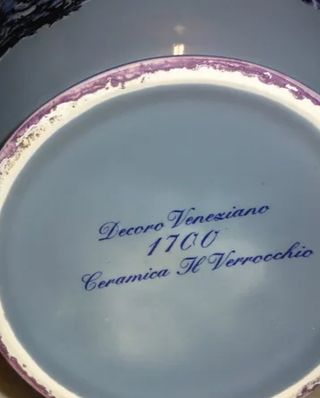 Decoro Veneziano
1700
Ceramica Il Verrocchio